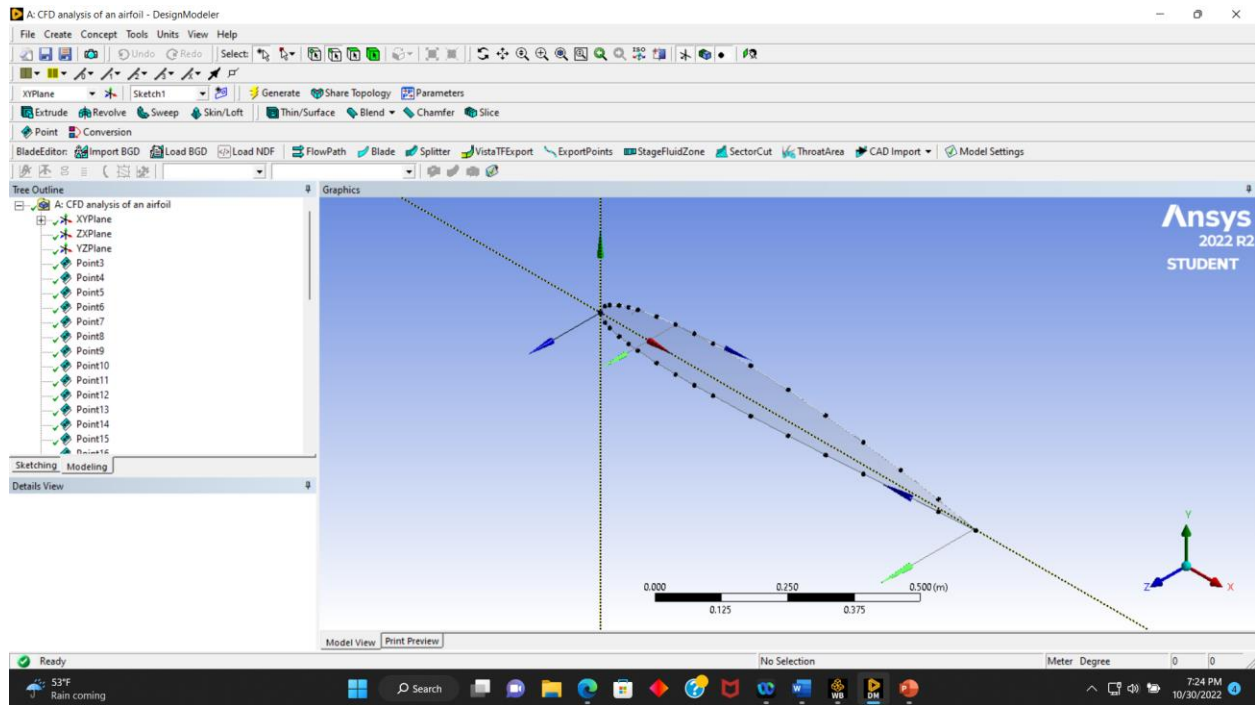 A: CFD analysis of an airfoil - DesignModeler
File Create Concept Tools Units View Help
Undo Redo Select:
XYPlane Sketch1 Generate Share Topology Parameters
Extrude Revolve Sweep Skin/Loft Thin/Surface Blend Chamfer Slice
Point Conversion
BladeEditor: Import BGD Load BGD Load NDF FlowPath Blade Splitter VistaTFExport ExportPoints StageFluidZone SectorCut ThroatArea CAD Import Model Settings
Tree Outline
A: CFD analysis of an airfoil
XYPlane
ZXPlane
YZPlane
Point3
Point4
Point5
Point6
Point7
Point8
Point9
Point10
Point11
Point12
Point13
Point14
Point15
Point16
Sketching Modeling
Details View
Graphics
Ansys
2022 R2
STUDENT
0.000 0.250 0.500 (m)
0.125 0.375
Y
Z X
Model View Print Preview
Ready No Selection Meter Degree 0 0
53°F
Rain coming
Search
WB DM
7:24 PM
10/30/2022
4